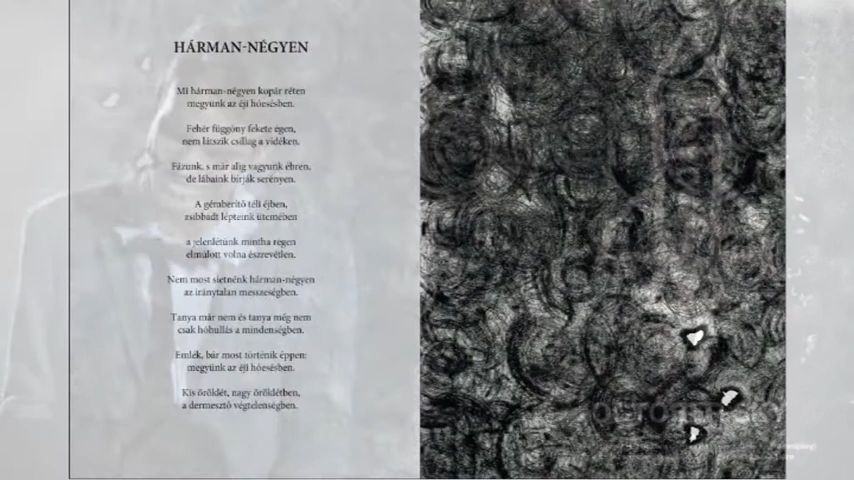 HÁRMAN-NÉGYEN
Mi hárman-négyen kopár réten
megyünk az éji hóesésben.
Fehér függöny fekete égen,
nem látszik csillag a vidéken.
Fázunk, s már alig vagyunk ébren,
de lábaink bírják serényen.
A gémberítő téli éjben,
zsibbadt lépteink ütemében
a jelenlétünk mintha régen
elmúlott volna észrevétlen.
Nem most sietnénk hárman-négyen
az iránytalan messzeségben.
Tanya már nem és tanya még nem
csak hóhullás a mindenségben.
Emlék, bár most történik éppen:
megyünk az éji hóesésben.
Kis öröklét, nagy öröklétben,
a dermesztő végtelenségben.